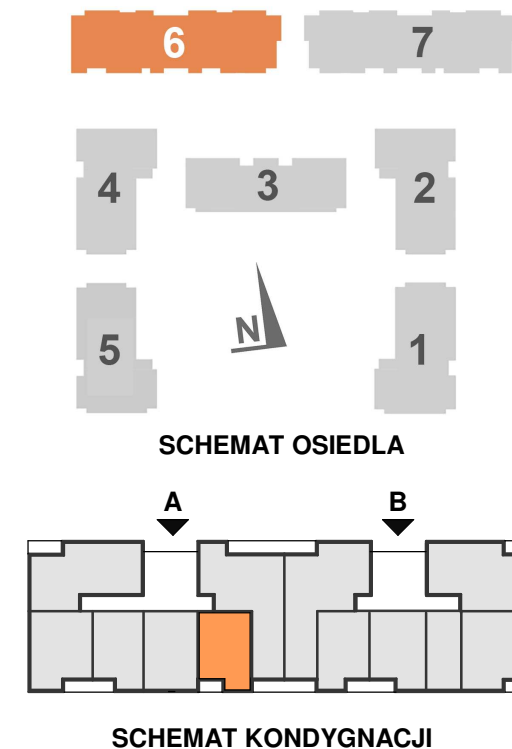 6 7
4 3 2
N
5 1
SCHEMAT OSIEDLA
A B
SCHEMAT KONDYGNACJI